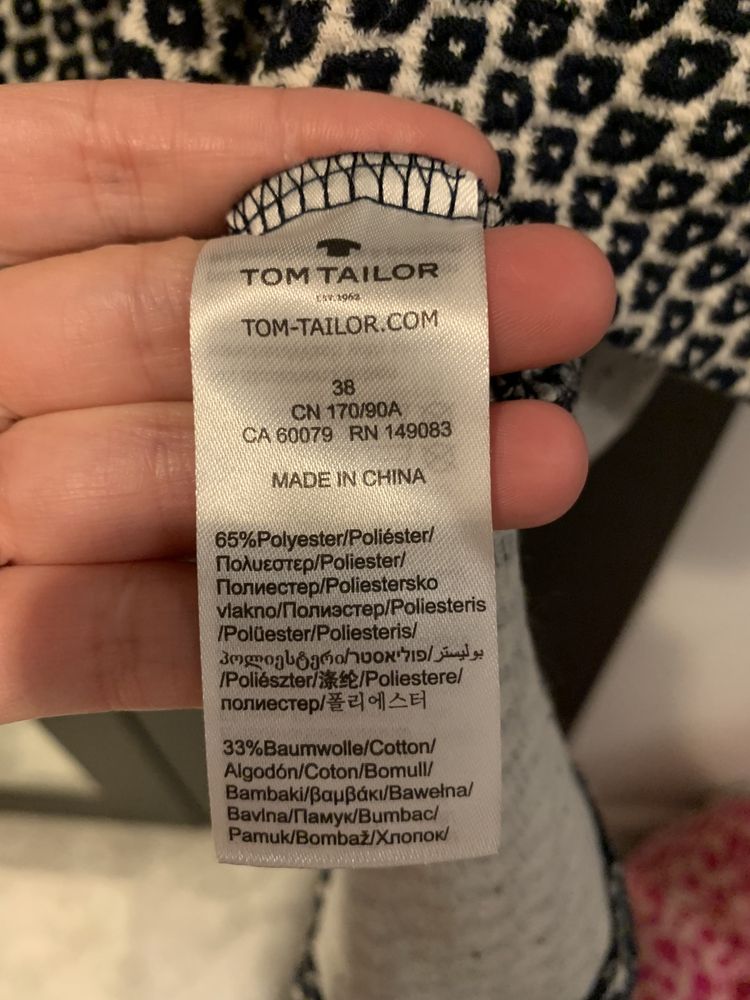 TOM TAILOR
EST. 1962
TOM-TAILOR.COM
38
CN 170/90A
CA 60079 RN 149083
MADE IN CHINA
65%Polyester/Poliéster/
Πολυεστερ/Poliester/
Полиестер/Poliestersko
vlakno/Полиэстер/Poliesteris
/Polüester/Poliesteris/
პოლიესტერი/פוליאסטר/بوليستر
/Poliészter/涤纶/Poliestere/
полиестер/폴리에스터
33%Baumwolle/Cotton/
Algodón/Coton/Bomull/
Bambaki/βαμβάκι/Bawełna/
Bavlna/Памук/Bumbac/
Pamuk/Bombaž/Хлопок/